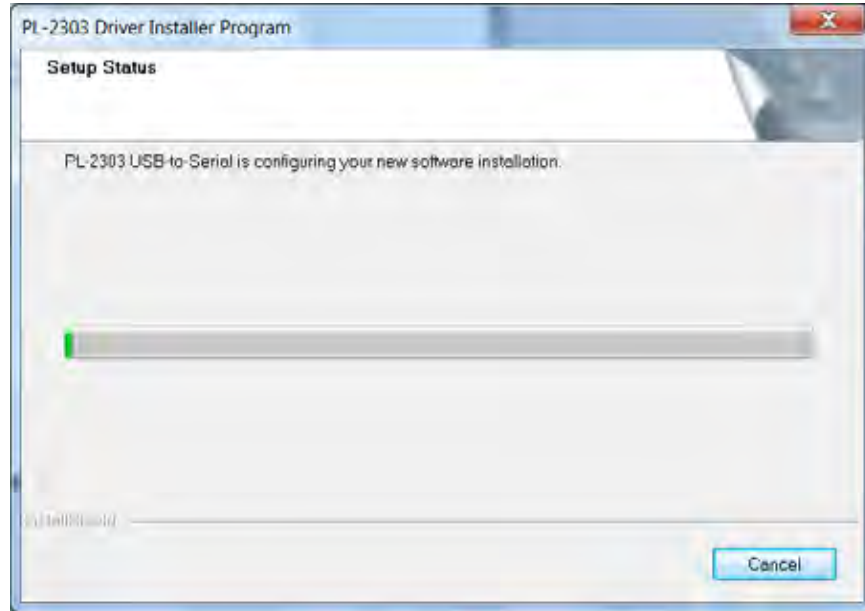 PL-2303 Driver Installer Program
Setup Status
PL-2303 USB-to-Serial is configuring your new software installation.
InstallShield
Cancel